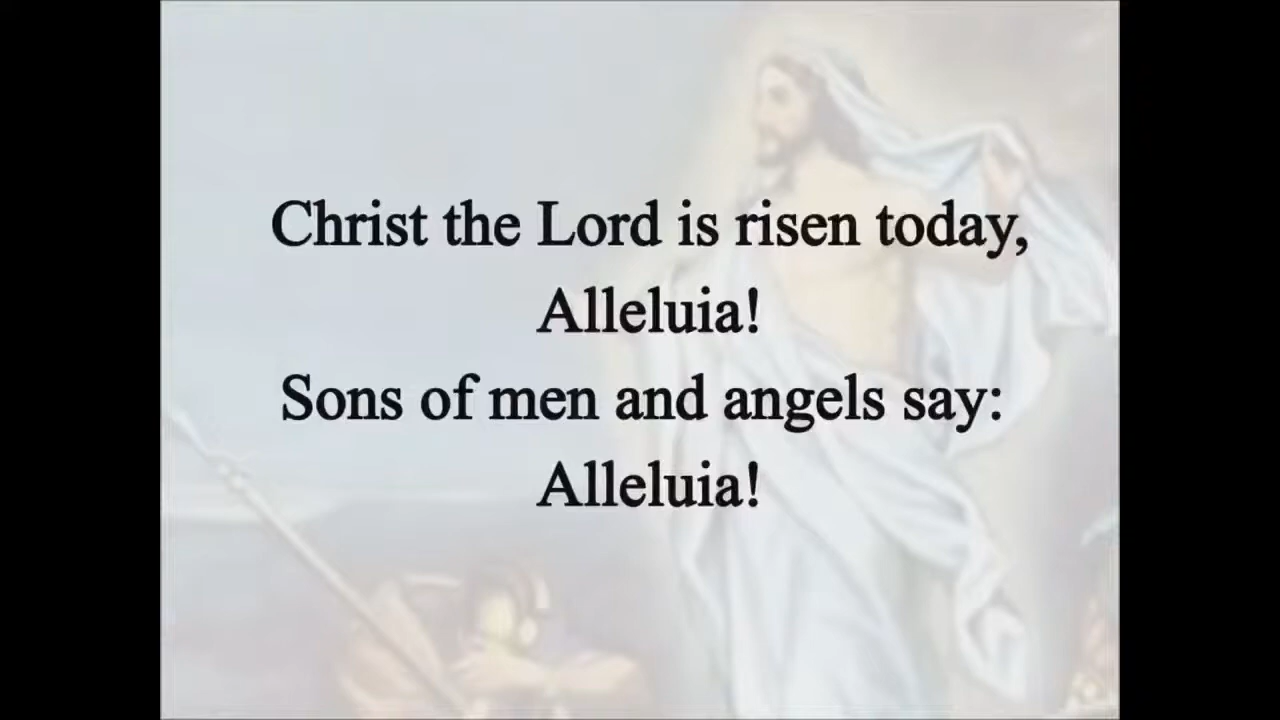 Christ the Lord is risen today,
Alleluia!
Sons of men and angels say:
Alleluia!